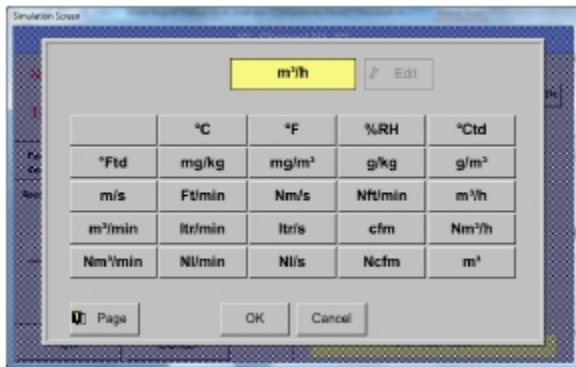 Simulation Screen
m³/h Edit
°C °F %RH °Ctd
°Ftd mg/kg mg/m³ g/kg g/m³
m/s Ft/min Nm/s Nft/min m³/h
m³/min ltr/min ltr/s cfm Nm³/h
Nm³/min Nl/min Nl/s Ncfm m³
Page OK Cancel